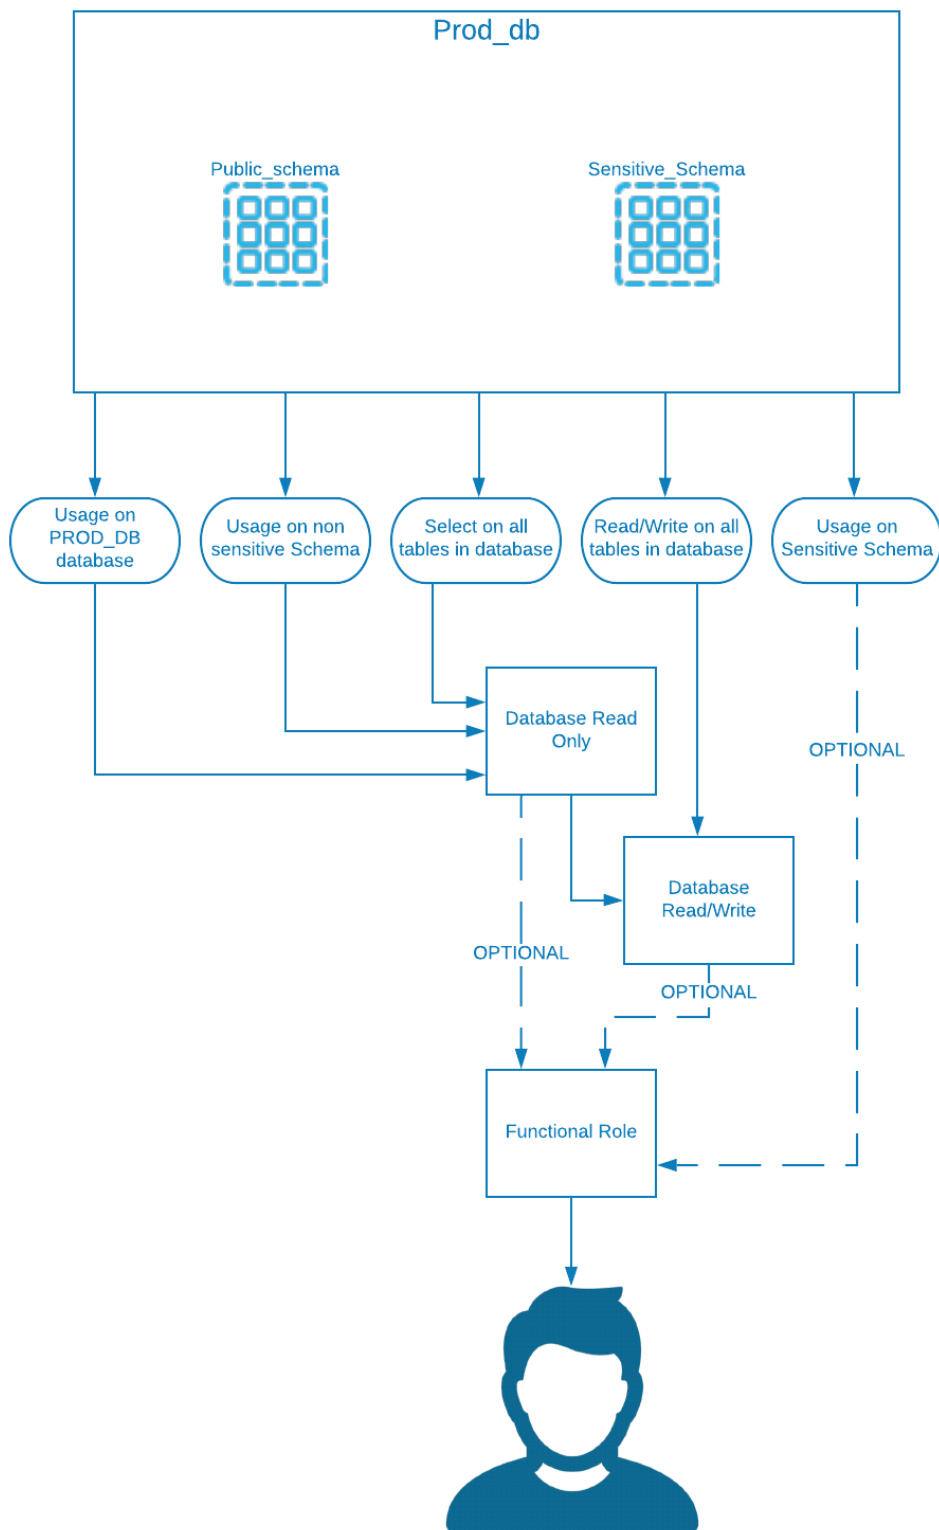 Prod_db
Public_schema
Sensitive_Schema
Usage on
PROD_DB
database
Usage on non
sensitive Schema
Select on all
tables in database
Read/Write on all
tables in database
Usage on
Sensitive Schema
Database Read
Only
OPTIONAL
Database
Read/Write
OPTIONAL
OPTIONAL
Functional Role